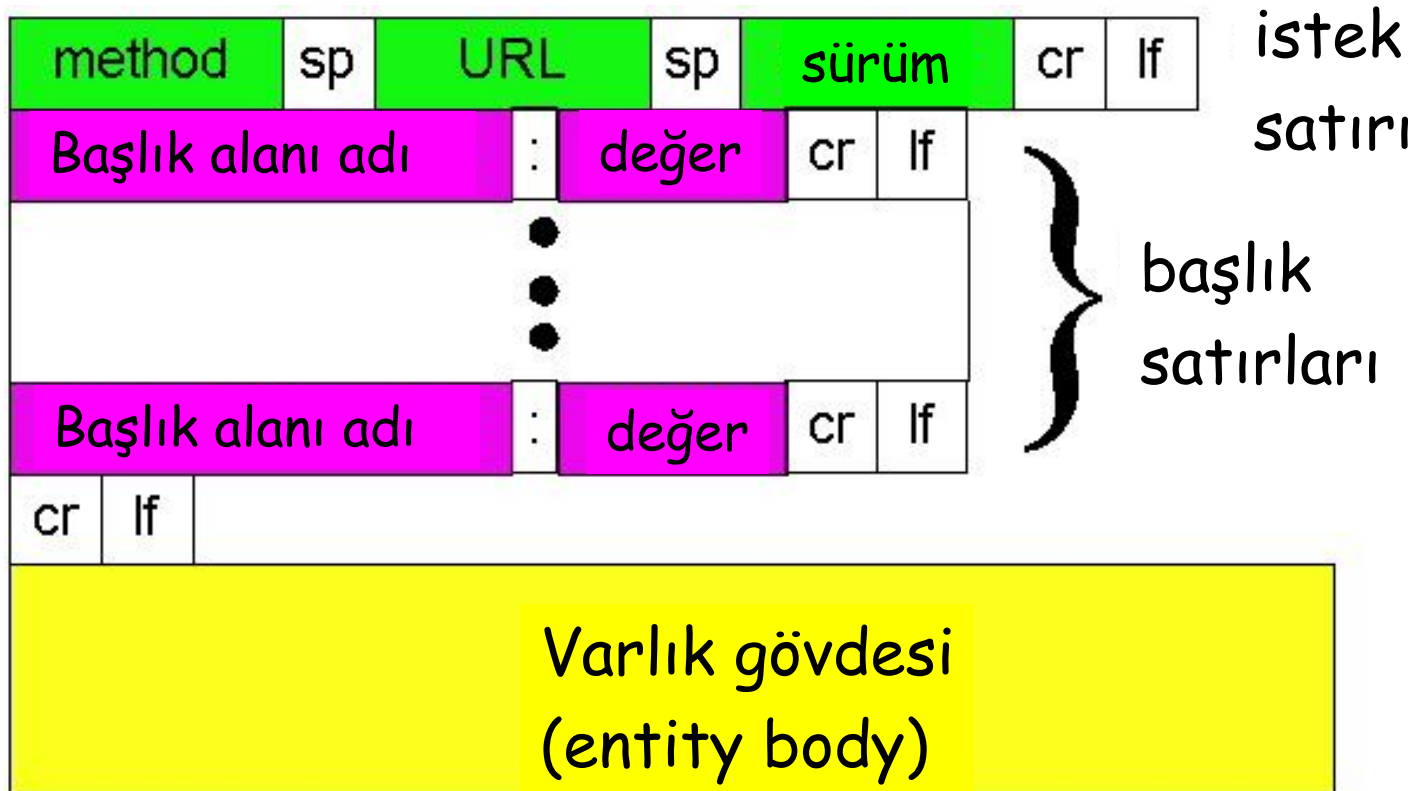 method sp URL sp sürüm cr lf istek
satırı
Başlık alanı adı : değer cr lf
başlık
satırları
Başlık alanı adı : değer cr lf
cr lf
Varlık gövdesi
(entity body)